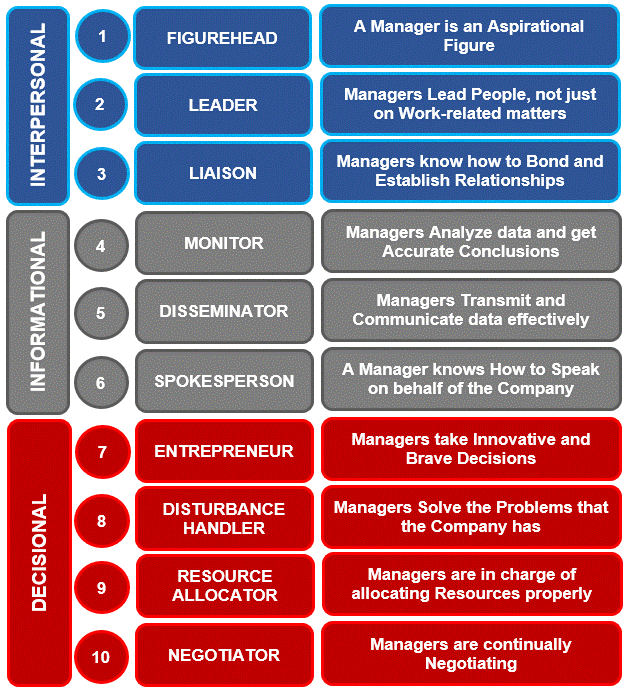 INTERPERSONAL
1
FIGUREHEAD
A Manager is an Aspirational
Figure
2
LEADER
Managers Lead People, not just
on Work-related matters
3
LIAISON
Managers know how to Bond and
Establish Relationships
INFORMATIONAL
4
MONITOR
Managers Analyze data and get
Accurate Conclusions
5
DISSEMINATOR
Managers Transmit and
Communicate data effectively
6
SPOKESPERSON
A Manager knows How to Speak
on behalf of the Company
DECISIONAL
7
ENTREPRENEUR
Managers take Innovative and
Brave Decisions
8
DISTURBANCE
HANDLER
Managers Solve the Problems that
the Company has
9
RESOURCE
ALLOCATOR
Managers are in charge of
allocating Resources properly
10
NEGOTIATOR
Managers are continually
Negotiating